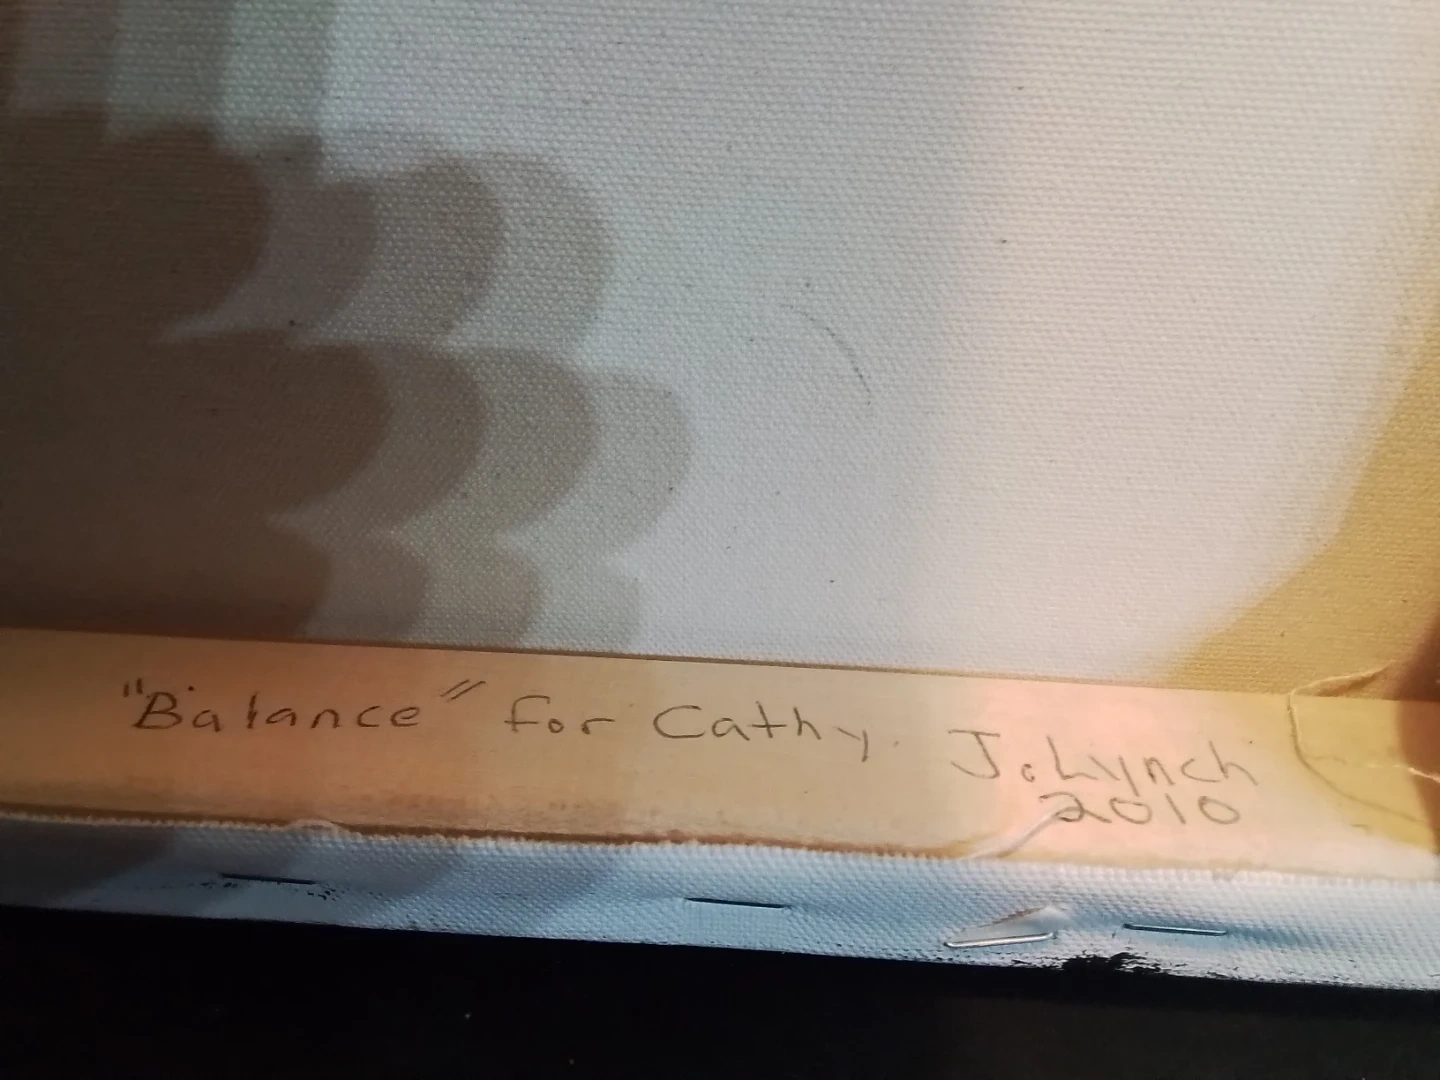 "Balance" for Cathy. J. Lynch
2010